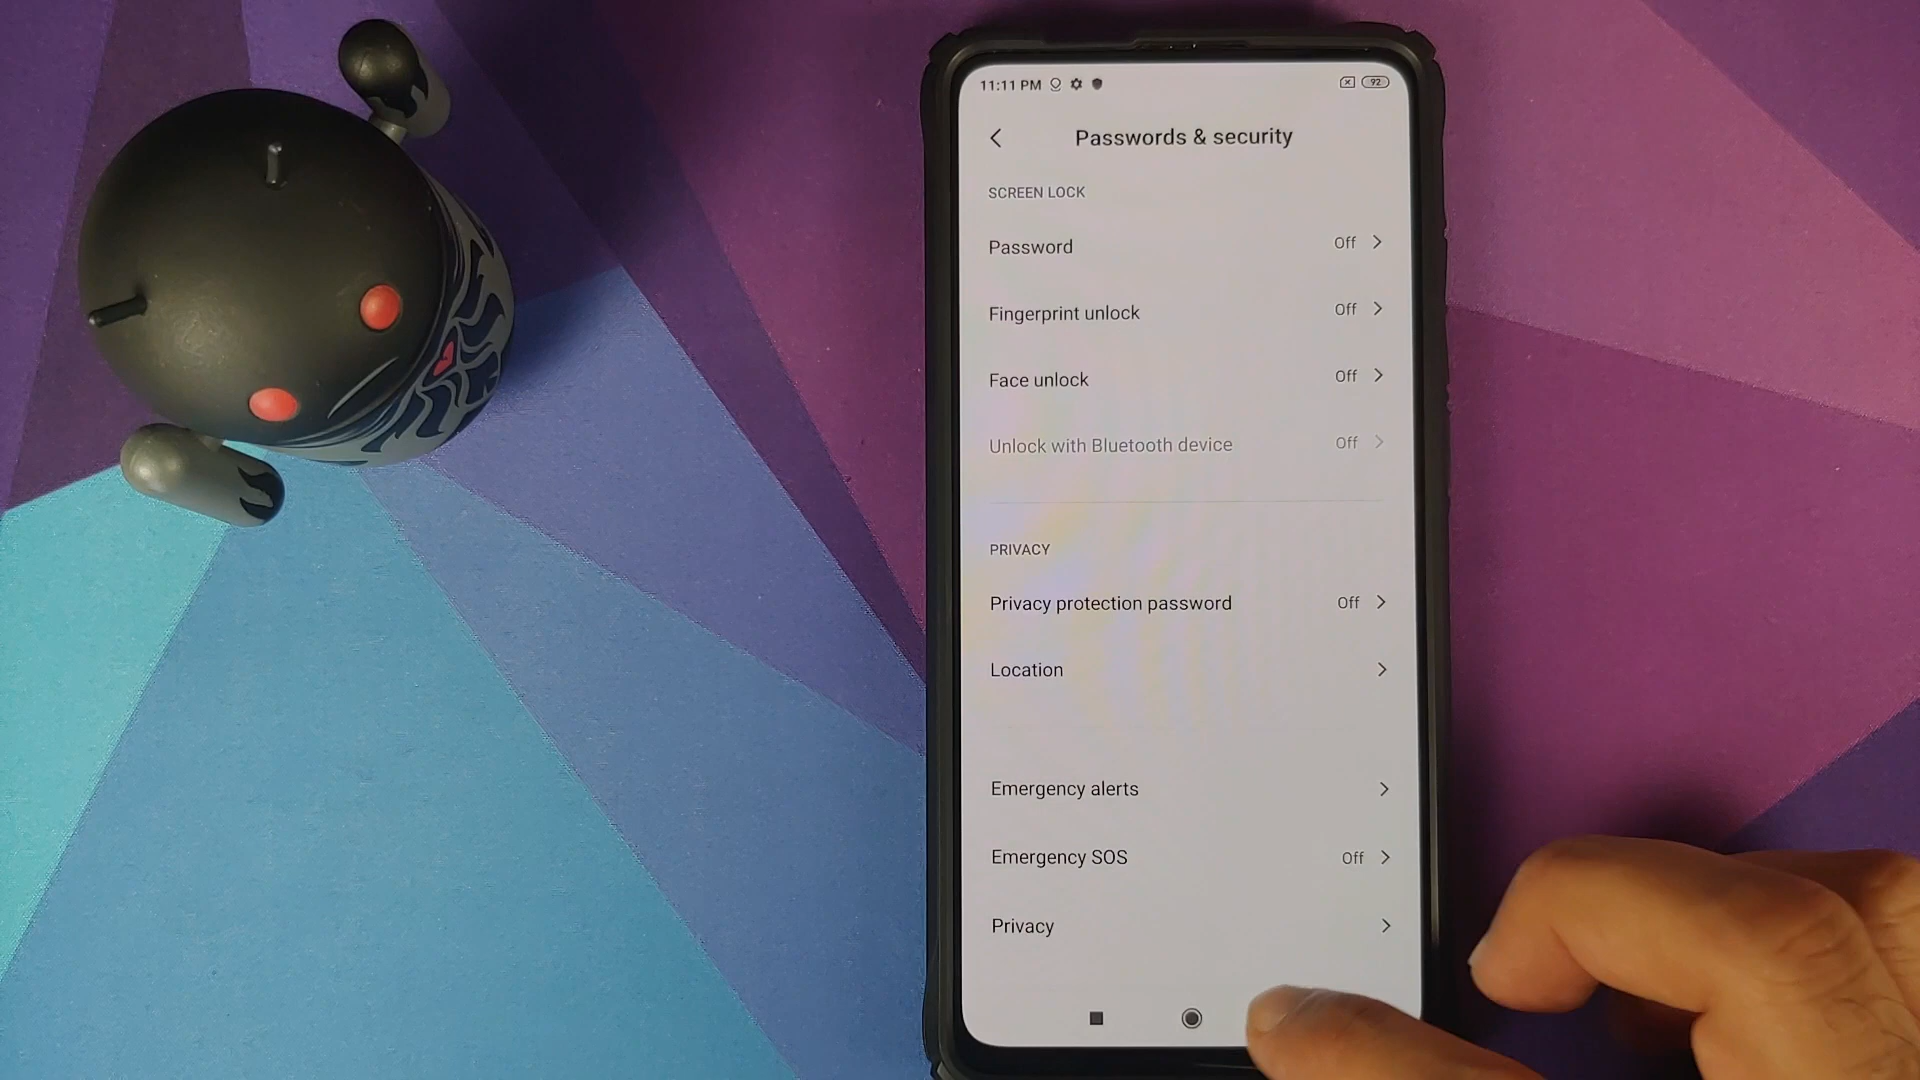 11:11 PM 92
Passwords & security
SCREEN LOCK
Password Off
Fingerprint unlock Off
Face unlock Off
Unlock with Bluetooth device Off
PRIVACY
Privacy protection password Off
Location
Emergency alerts
Emergency SOS Off
Privacy